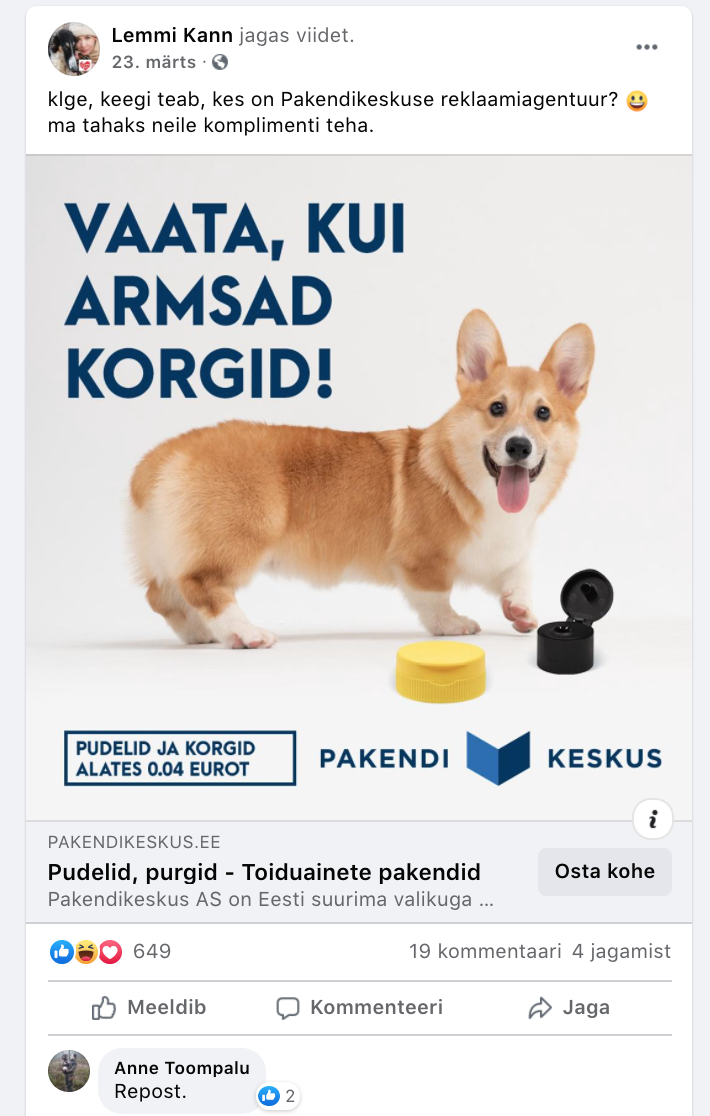 Lemmi Kann jagas viidet.
23. märts ·
klge, keegi teab, kes on Pakendikeskuse reklaamiagentuur? 😃
ma tahaks neile komplimenti teha.
VAATA, KUI
ARMSAD
KORGID!
PUDELID JA KORGID
ALATES 0.04 EUROT
PAKENDI KESKUS
PAKENDIKESKUS.EE
Pudelid, purgid - Toiduainete pakendid
Pakendikeskus AS on Eesti suurima valikuga ...
Osta kohe
649
19 kommentaari 4 jagamist
Meeldib Kommenteeri Jaga
Anne Toompalu
Repost.
2